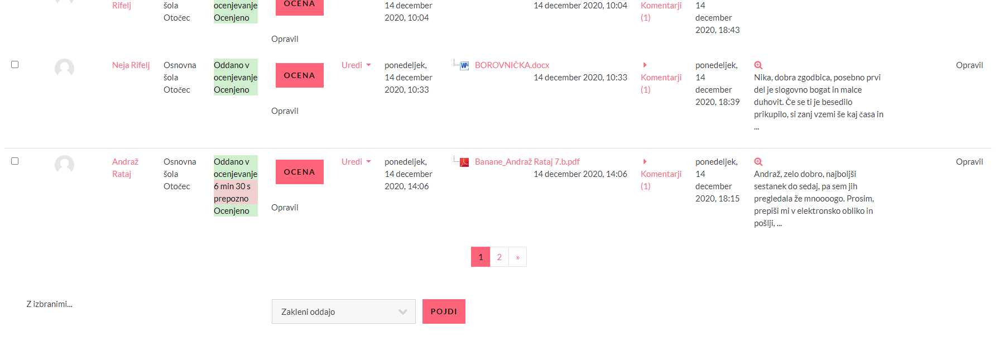 Rifelj
šola
Otočec
ocenjevanje
Ocenjeno
OCENA
Opravil
14 december
2020, 10:04
14 december 2020, 10:04
Komentarji
(1)
14
december
2020, 18:43
Neja Rifelj
Osnovna
šola
Otočec
Oddano v
ocenjevanje
Ocenjeno
OCENA
Opravil
Uredi
ponedeljek,
14 december
2020, 10:33
BOROVNIČKA.docx
14 december 2020, 10:33
Komentarji
(1)
ponedeljek,
14
december
2020, 18:39
Nika, dobra zgodbica, posebno prvi
del je slogovno bogat in malce
duhovit. Če se ti je besedilo
prikupilo, si zanj vzemi še kaj časa in
...
Opravil
Andraž
Rataj
Osnovna
šola
Otočec
Oddano v
ocenjevanje
6 min 30 s
prepozno
Ocenjeno
OCENA
Opravil
Uredi
ponedeljek,
14 december
2020, 14:06
Banane_Andraž Rataj 7.b.pdf
14 december 2020, 14:06
Komentarji
(1)
ponedeljek,
14
december
2020, 18:15
Andraž, zelo dobro, najboljši
sestanek do sedaj, pa sem jih
pregledala že mnoooogo. Prosim,
prepiši mi v elektronsko obliko in
pošlji, ...
Opravil
1 2 »
Z izbranimi...
Zakleni oddajo
POJDI